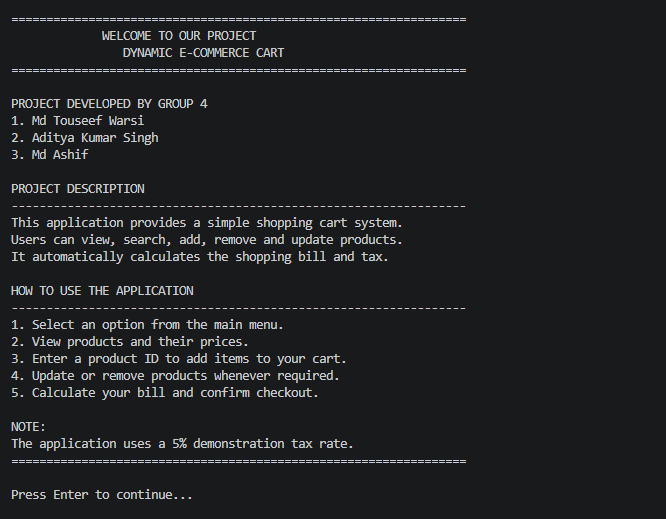 =================================================================
WELCOME TO OUR PROJECT
DYNAMIC E-COMMERCE CART
=================================================================
PROJECT DEVELOPED BY GROUP 4
1. Md Touseef Warsi
2. Aditya Kumar Singh
3. Md Ashif
PROJECT DESCRIPTION
-----------------------------------------------------------------
This application provides a simple shopping cart system.
Users can view, search, add, remove and update products.
It automatically calculates the shopping bill and tax.
HOW TO USE THE APPLICATION
-----------------------------------------------------------------
1. Select an option from the main menu.
2. View products and their prices.
3. Enter a product ID to add items to your cart.
4. Update or remove products whenever required.
5. Calculate your bill and confirm checkout.
NOTE:
The application uses a 5% demonstration tax rate.
=================================================================
Press Enter to continue...